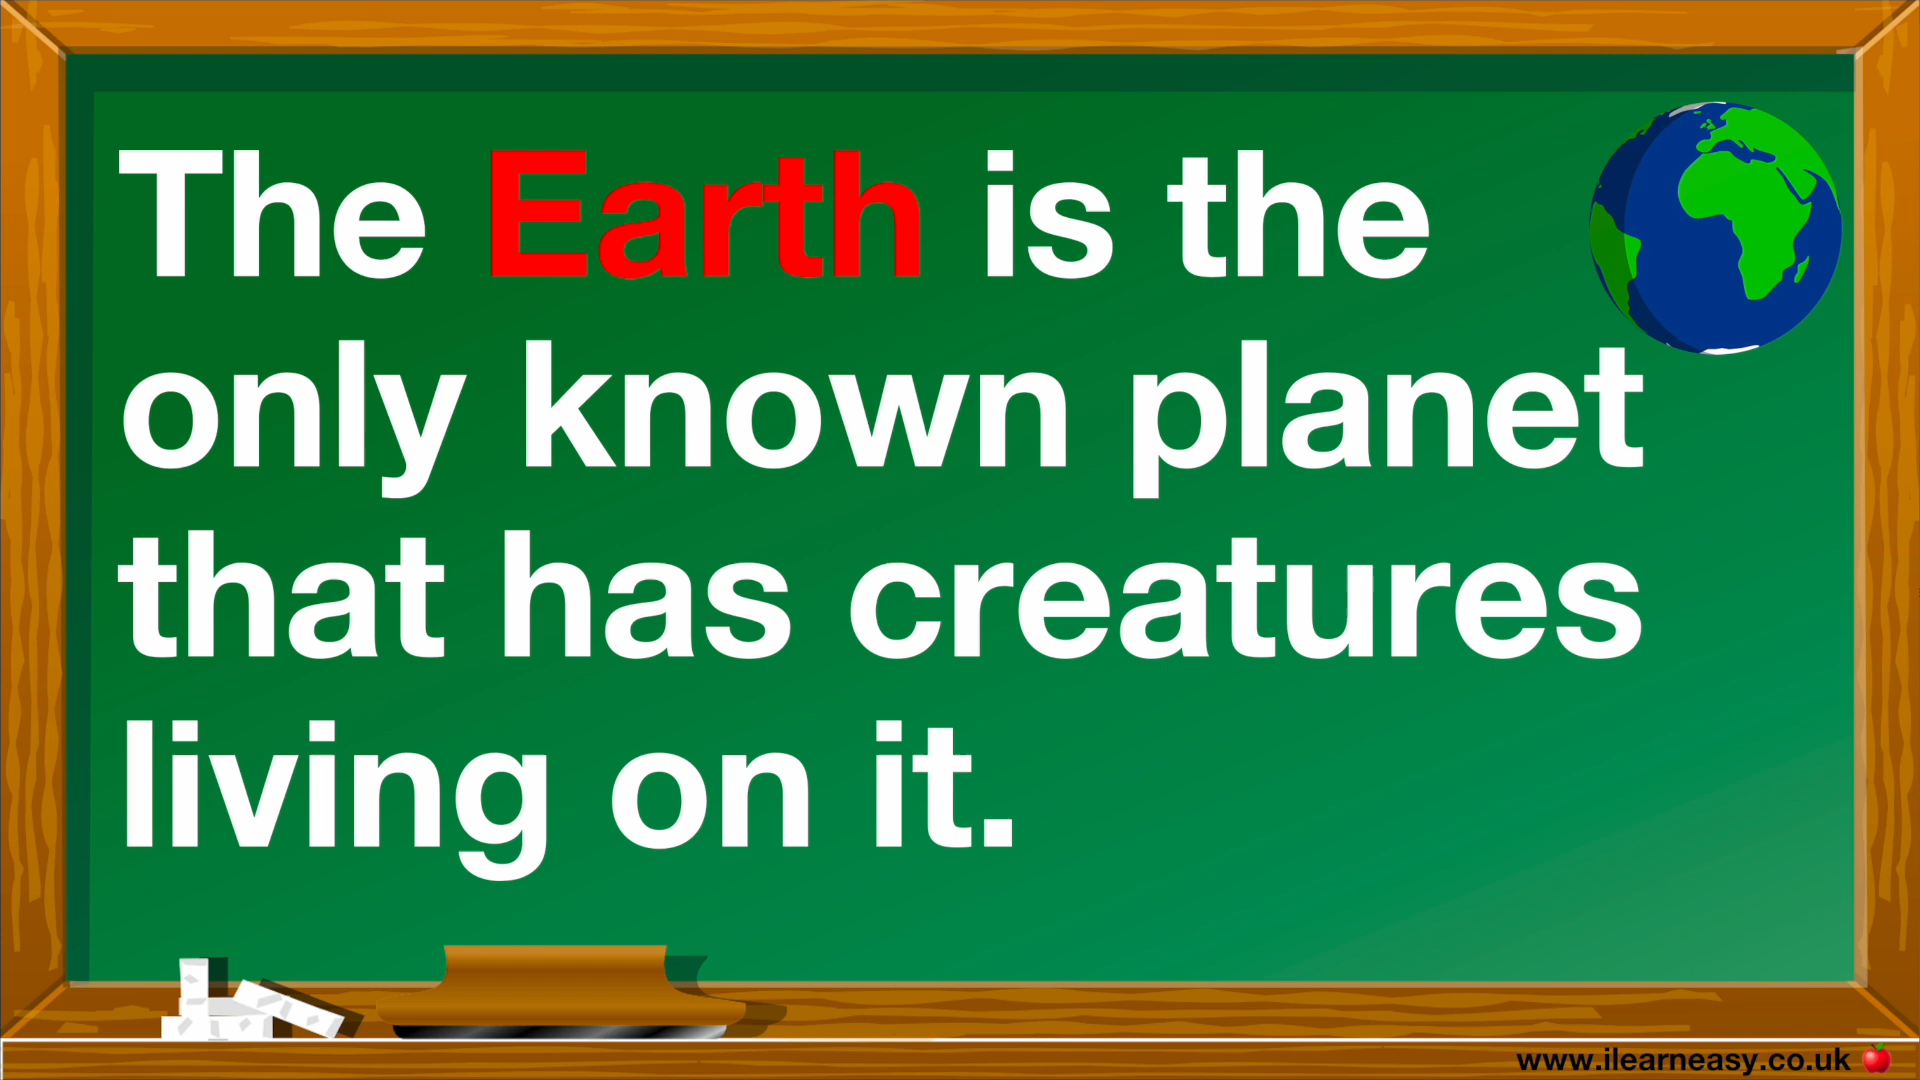 The Earth is the
only known planet
that has creatures
living on it.
www.ilearneasy.co.uk